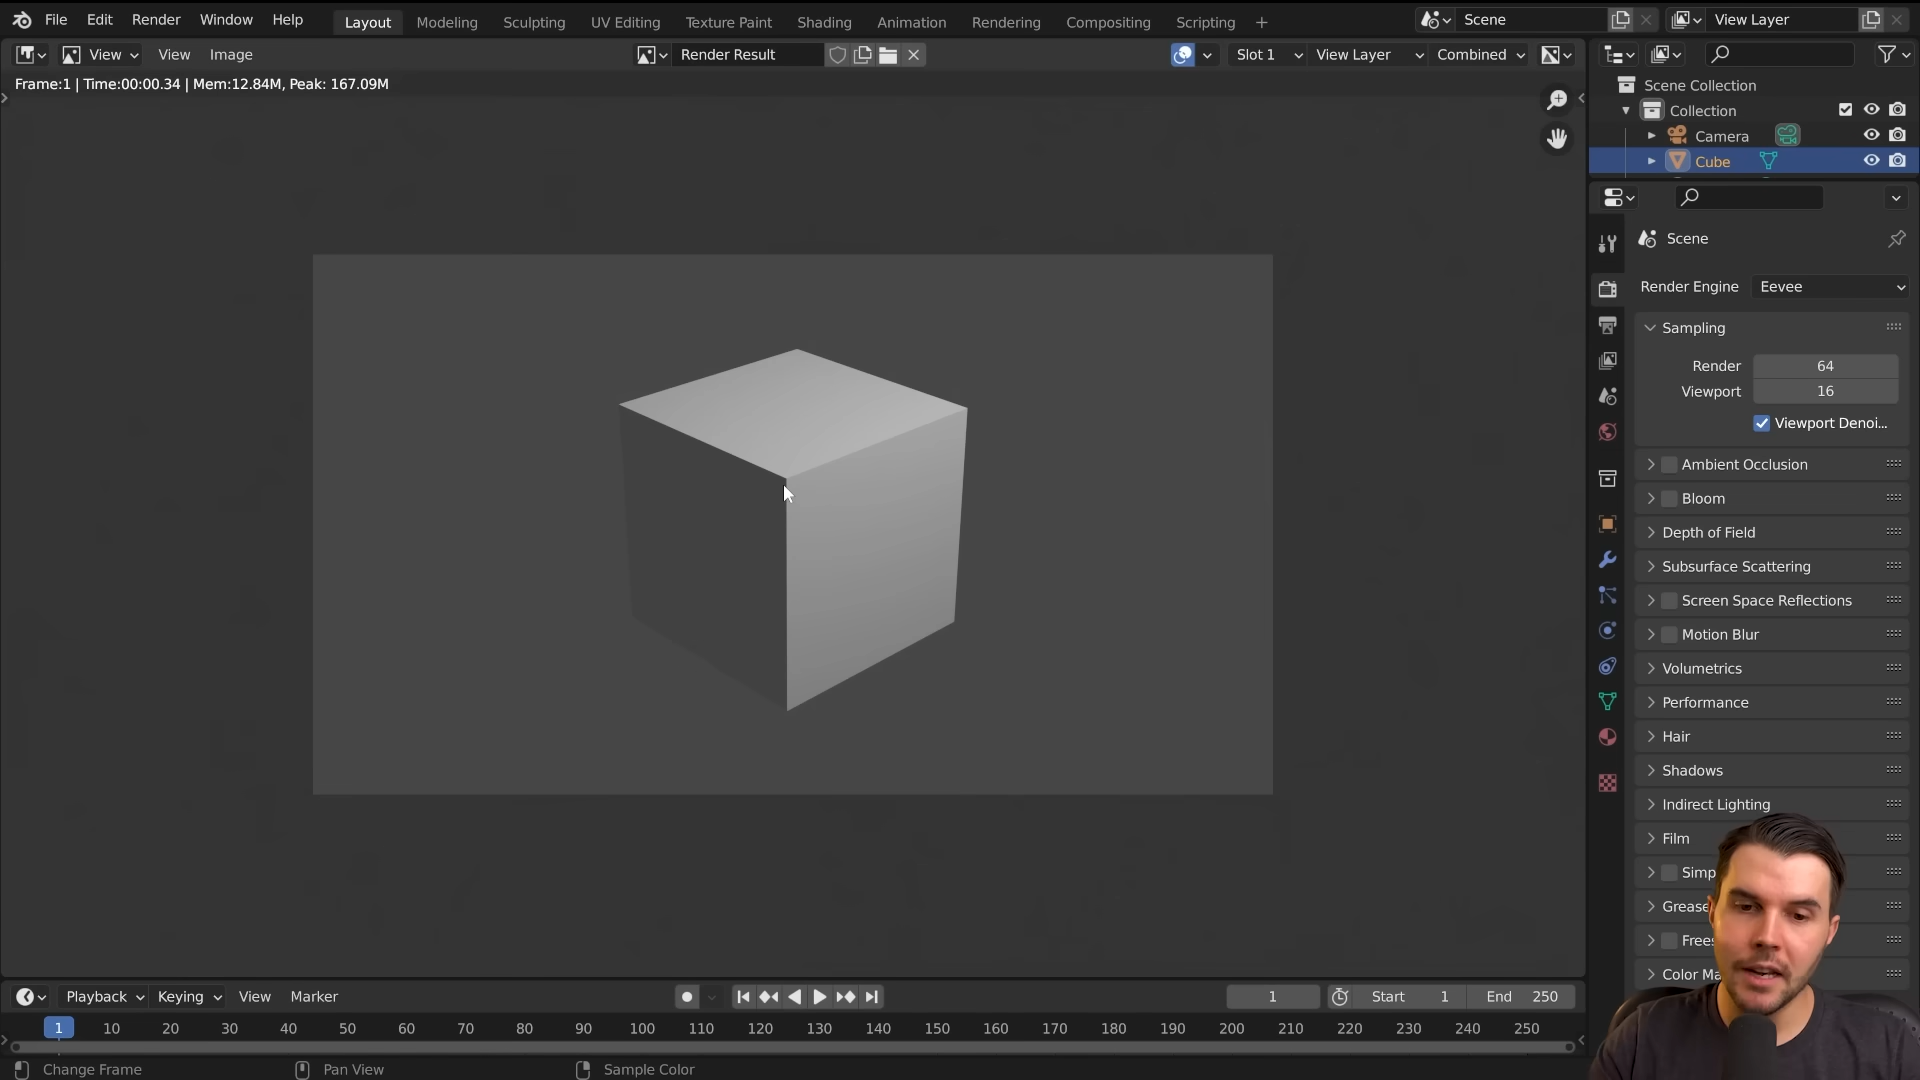 File Edit Render Window Help Layout Modeling Sculpting UV Editing Texture Paint Shading Animation Rendering Compositing Scripting + Scene View Layer
View View Image Render Result Slot 1 View Layer Combined
Frame:1 | Time:00:00.34 | Mem:12.84M, Peak: 167.09M
Scene Collection
Collection
Camera
Cube
Scene
Render Engine Eevee
Sampling
Render 64
Viewport 16
Viewport Denoi...
Ambient Occlusion
Bloom
Depth of Field
Subsurface Scattering
Screen Space Reflections
Motion Blur
Volumetrics
Performance
Hair
Shadows
Indirect Lighting
Film
Simp
Grease
Frees
Color Ma
Playback Keying View Marker 1 Start 1 End 250
1 10 20 30 40 50 60 70 80 90 100 110 120 130 140 150 160 170 180 190 200 210 220 230 240 250
Change Frame Pan View Sample Color